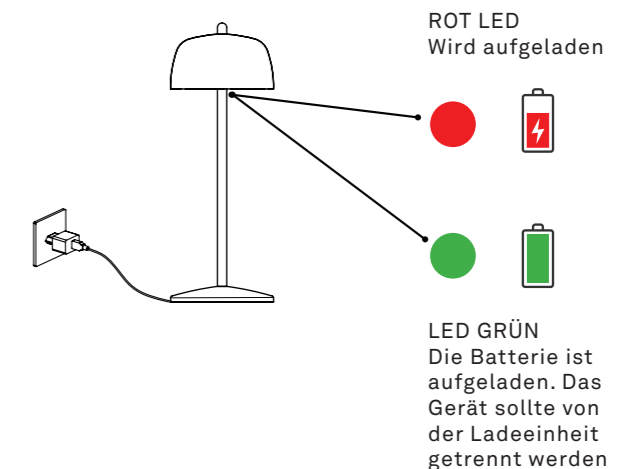 ROT LED
Wird aufgeladen
LED GRÜN
Die Batterie ist
aufgeladen. Das
Gerät sollte von
der Ladeeinheit
getrennt werden